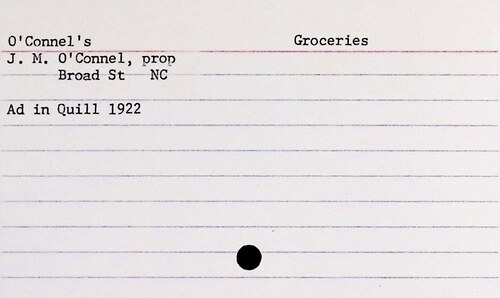 O'Connel's Groceries
J. M. O'Connel, prop
Broad St NC
Ad in Quill 1922